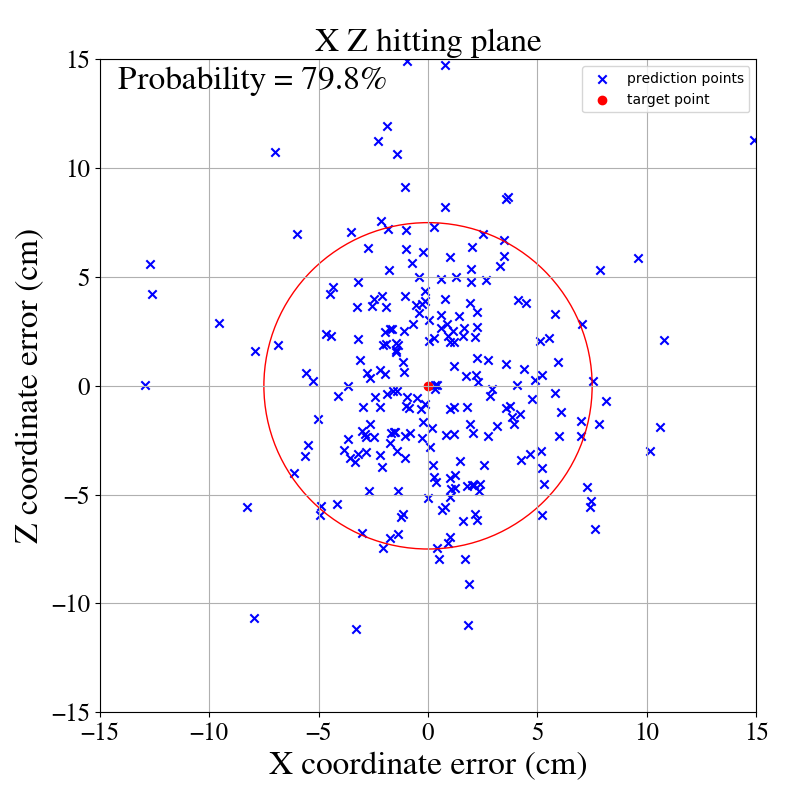 X Z hitting plane
Probability = 79.8%
prediction points
target point
15
10
5
0
−5
−10
−15
Z coordinate error (cm)
−15
−10
−5
0
5
10
15
X coordinate error (cm)